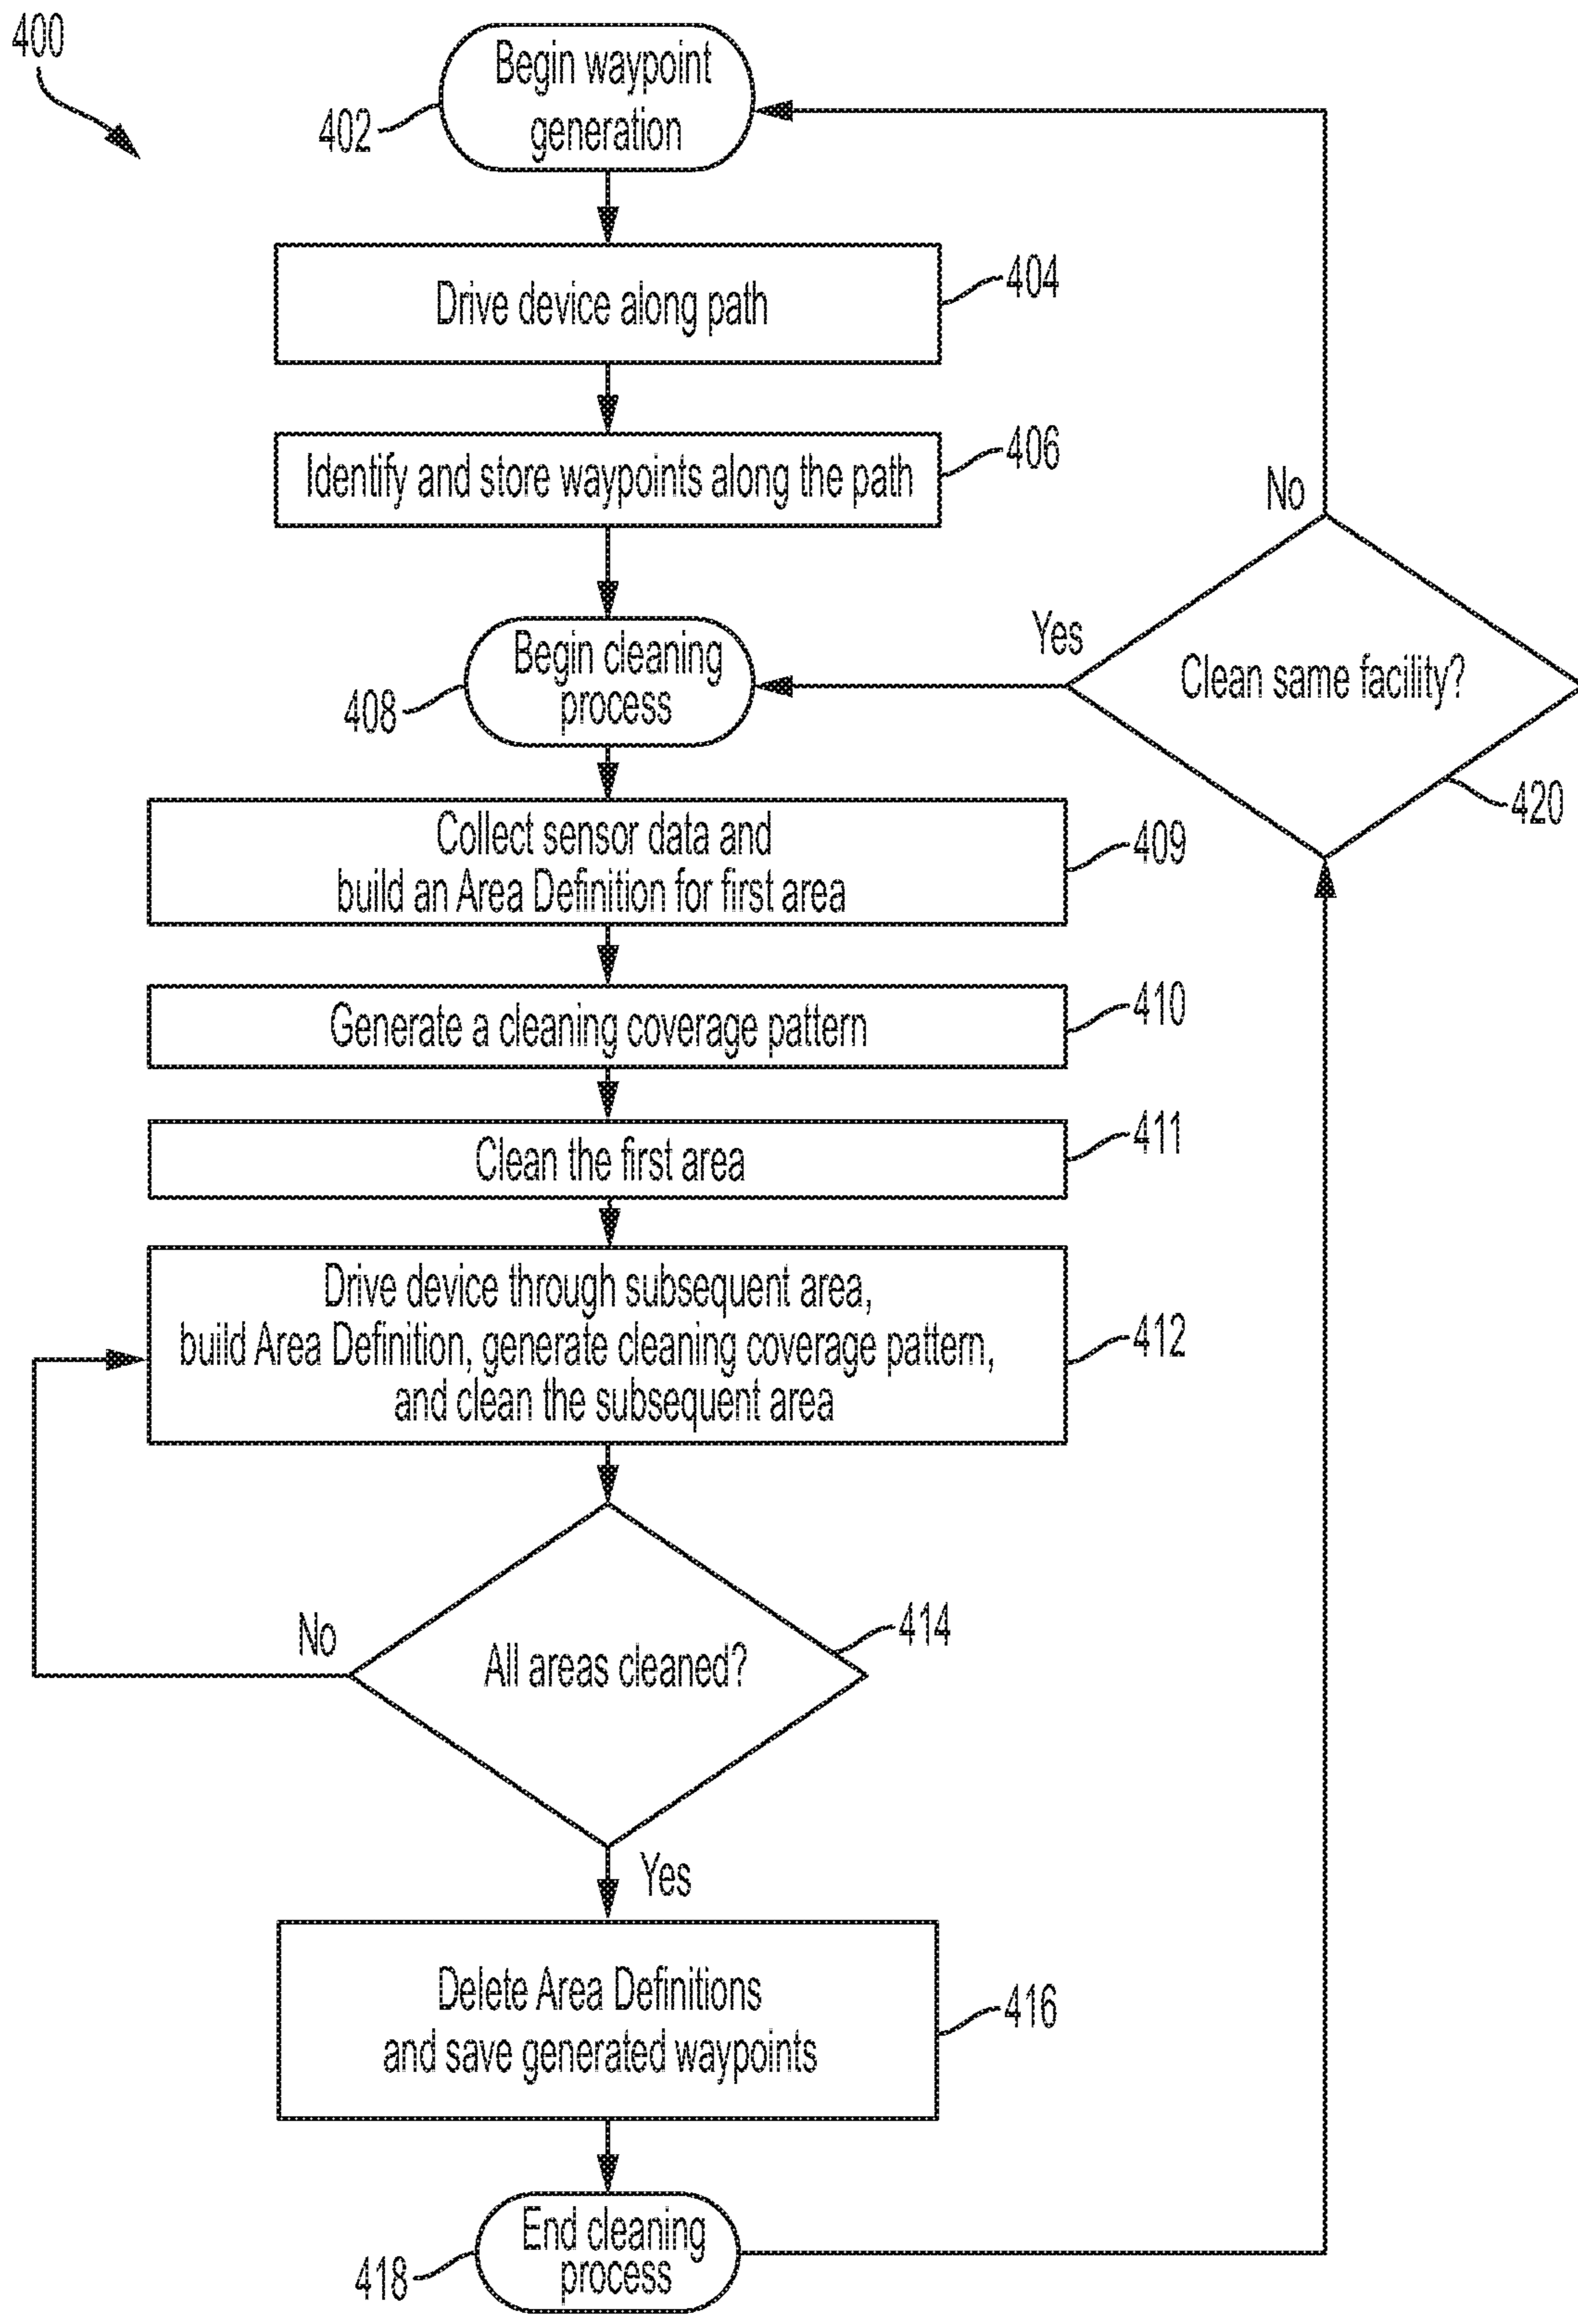 400
Begin waypoint
generation
402
Drive device along path
404
Identify and store waypoints along the path
406
No
Begin cleaning
process
408
Yes
Clean same facility?
420
Collect sensor data and
build an Area Definition for first area
409
Generate a cleaning coverage pattern
410
Clean the first area
411
Drive device through subsequent area,
build Area Definition, generate cleaning coverage pattern,
and clean the subsequent area
412
No
All areas cleaned?
414
Yes
Delete Area Definitions
and save generated waypoints
416
End cleaning
process
418